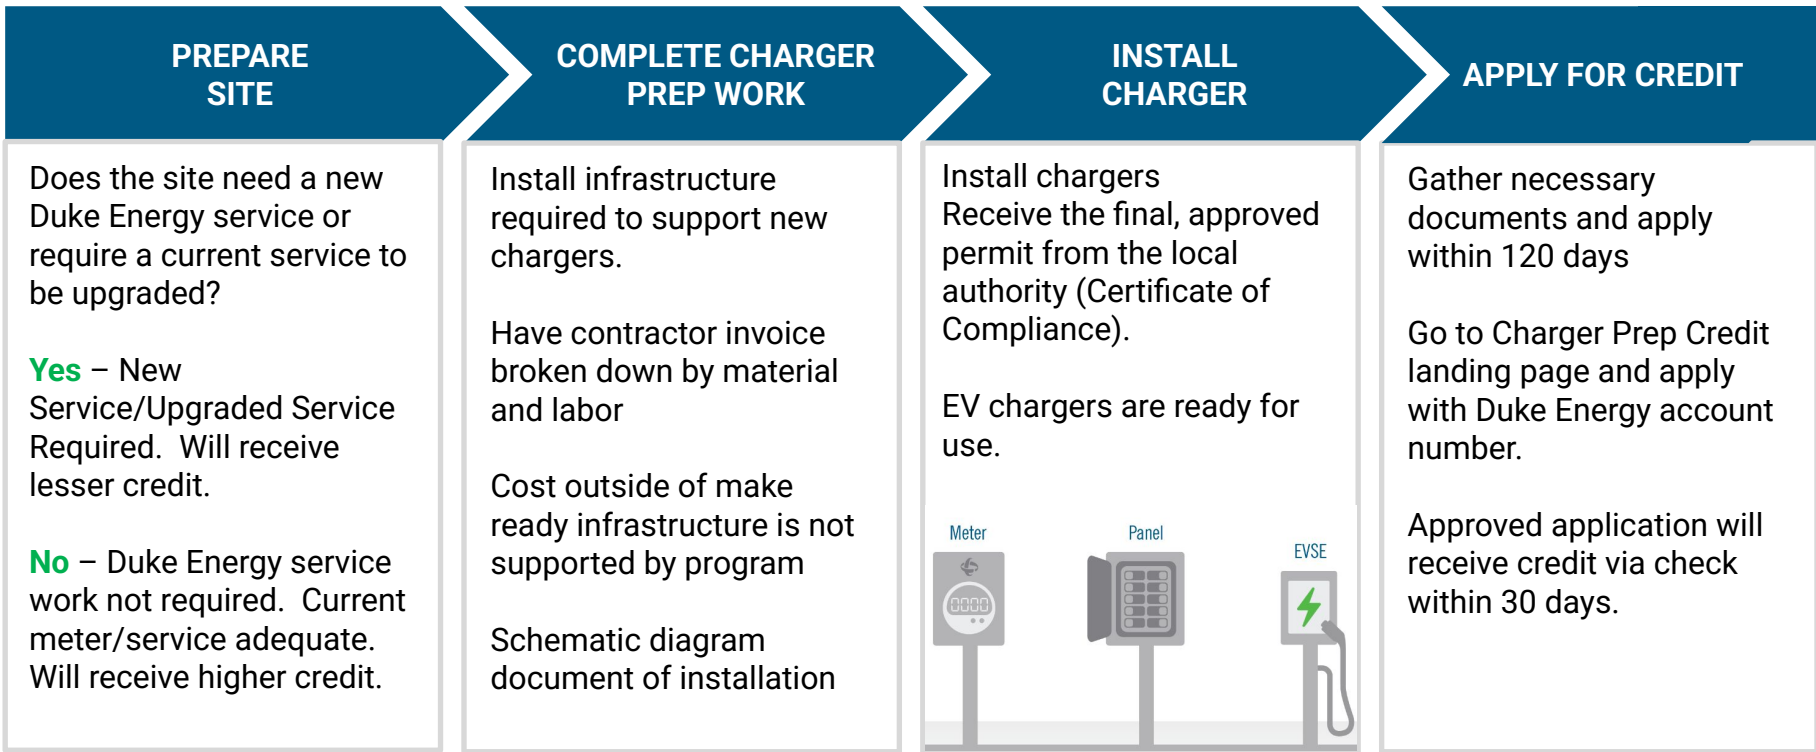 PREPARE
SITE
COMPLETE CHARGER
PREP WORK
INSTALL
CHARGER
APPLY FOR CREDIT
Does the site need a new
Duke Energy service or
require a current service to
be upgraded?
Yes – New
Service/Upgraded Service
Required.  Will receive
lesser credit.
No – Duke Energy service
work not required.  Current
meter/service adequate.
Will receive higher credit.
Install infrastructure
required to support new
chargers.
Have contractor invoice
broken down by material
and labor
Cost outside of make
ready infrastructure is not
supported by program
Schematic diagram
document of installation
Install chargers
Receive the final, approved
permit from the local
authority (Certificate of
Compliance).
EV chargers are ready for
use.
Meter
Panel
EVSE
0000
Gather necessary
documents and apply
within 120 days
Go to Charger Prep Credit
landing page and apply
with Duke Energy account
number.
Approved application will
receive credit via check
within 30 days.